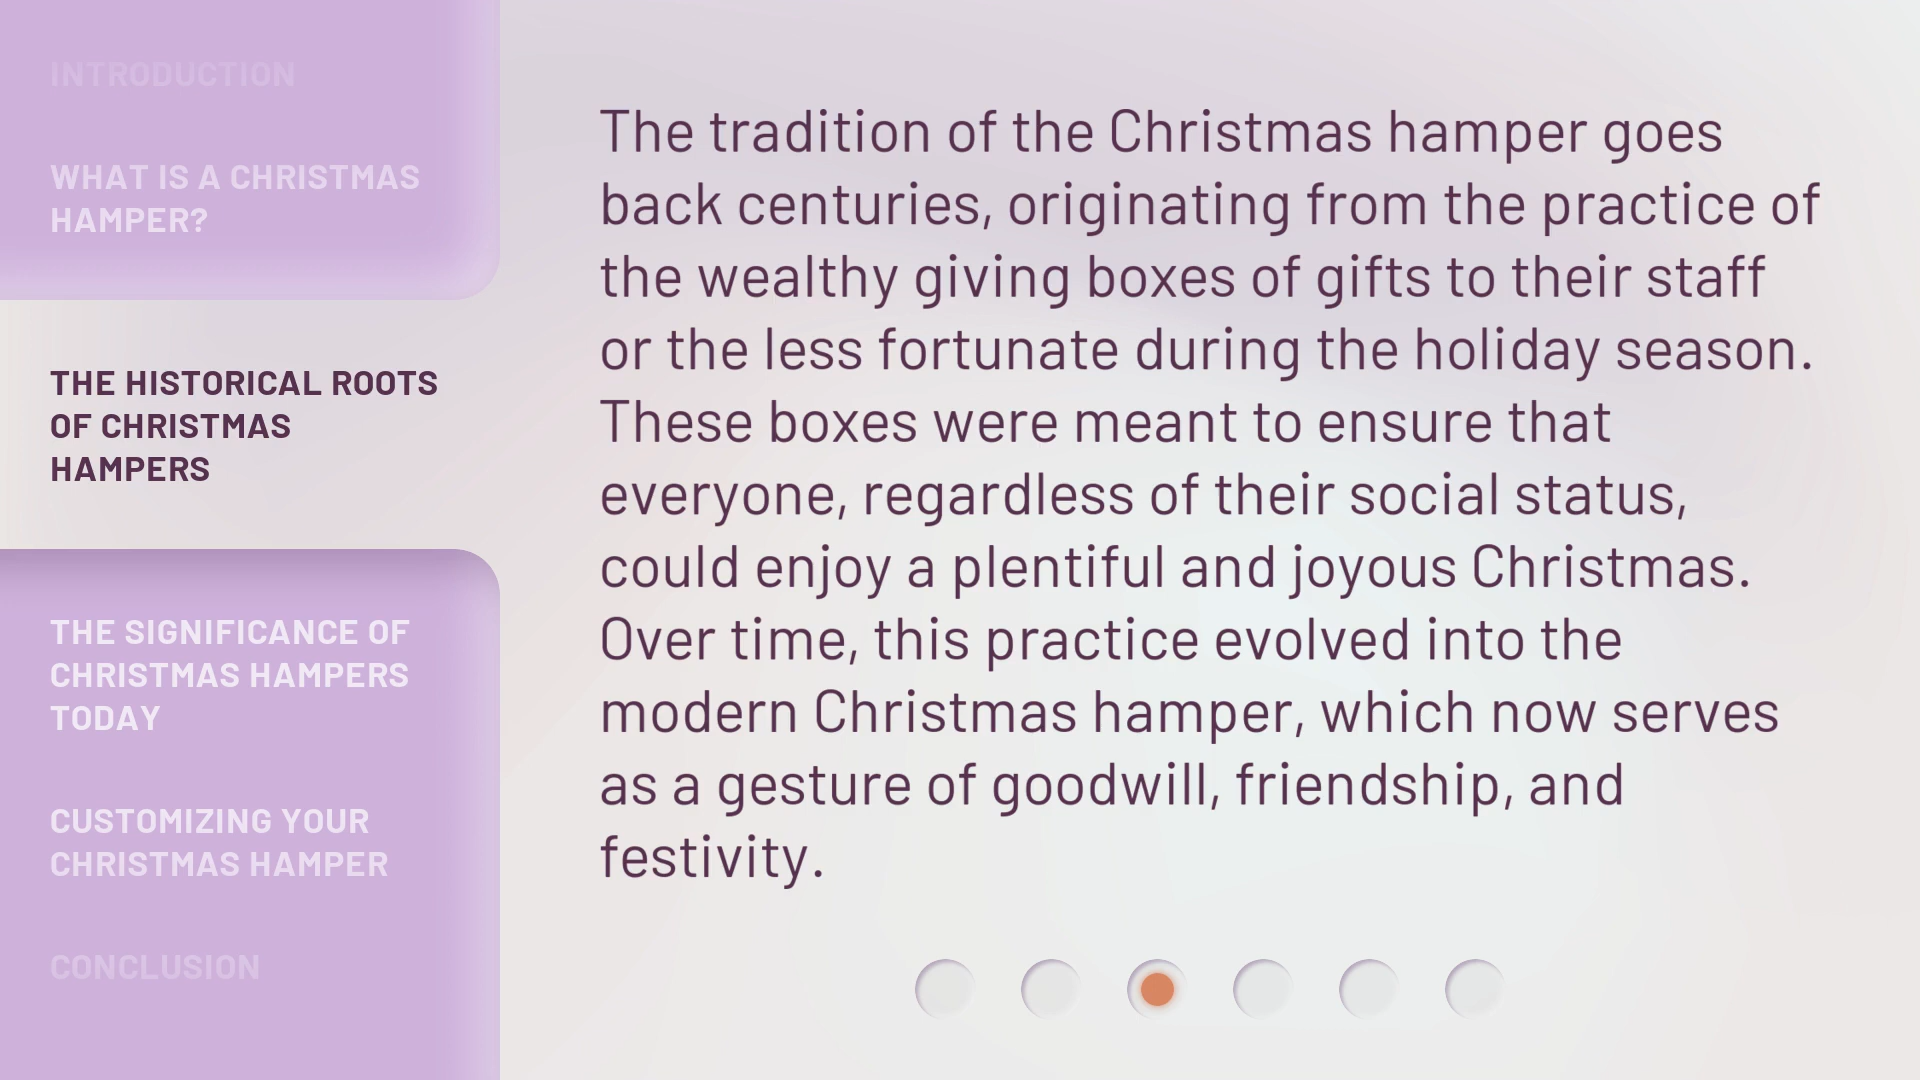 INTRODUCTION
WHAT IS A CHRISTMAS
HAMPER?
THE HISTORICAL ROOTS
OF CHRISTMAS
HAMPERS
THE SIGNIFICANCE OF
CHRISTMAS HAMPERS
TODAY
CUSTOMIZING YOUR
CHRISTMAS HAMPER
CONCLUSION
The tradition of the Christmas hamper goes
back centuries, originating from the practice of
the wealthy giving boxes of gifts to their staff
or the less fortunate during the holiday season.
These boxes were meant to ensure that
everyone, regardless of their social status,
could enjoy a plentiful and joyous Christmas.
Over time, this practice evolved into the
modern Christmas hamper, which now serves
as a gesture of goodwill, friendship, and
festivity.